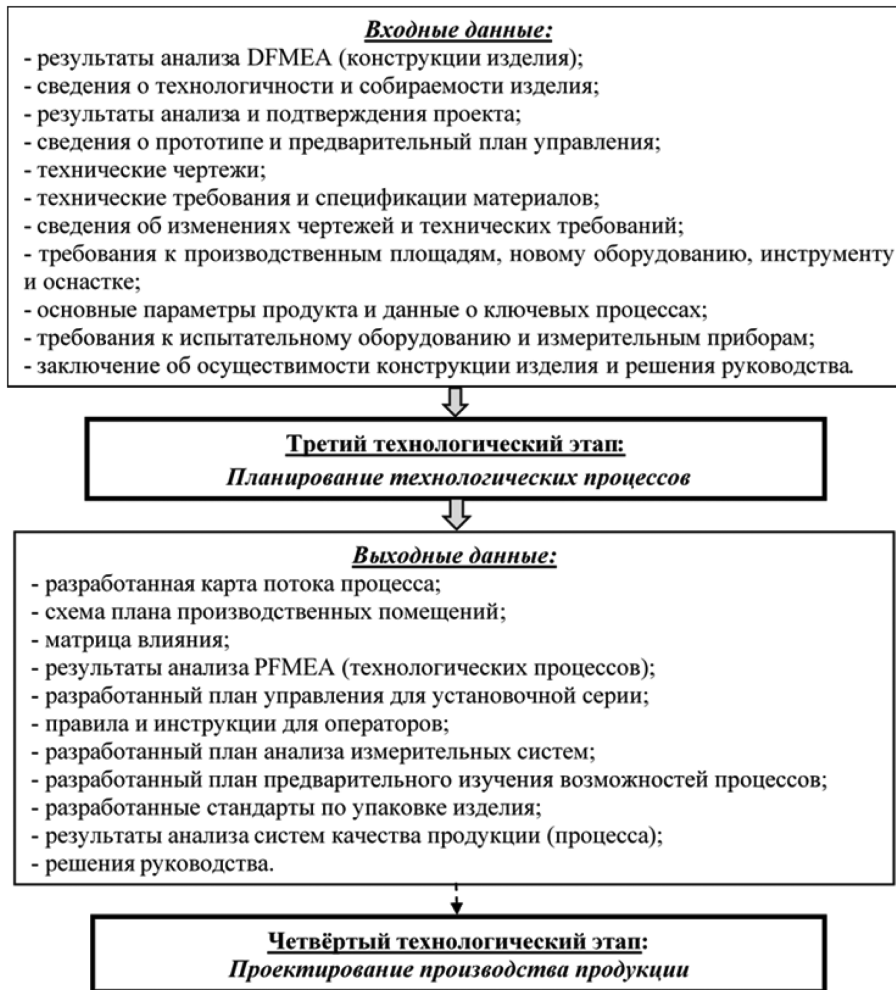 Входные данные:
- результаты анализа DFMEA (конструкции изделия);
- сведения о технологичности и собираемости изделия;
- результаты анализа и подтверждения проекта;
- сведения о прототипе и предварительный план управления;
- технические чертежи;
- технические требования и спецификации материалов;
- сведения об изменениях чертежей и технических требований;
- требования к производственным площадям, новому оборудованию, инструменту
и оснастке;
- основные параметры продукта и данные о ключевых процессах;
- требования к испытательному оборудованию и измерительным приборам;
- заключение об осуществимости конструкции изделия и решения руководства.
Третий технологический этап:
Планирование технологических процессов
Выходные данные:
- разработанная карта потока процесса;
- схема плана производственных помещений;
- матрица влияния;
- результаты анализа PFMEA (технологических процессов);
- разработанный план управления для установочной серии;
- правила и инструкции для операторов;
- разработанный план анализа измерительных систем;
- разработанный план предварительного изучения возможностей процессов;
- разработанные стандарты по упаковке изделия;
- результаты анализа систем качества продукции (процесса);
- решения руководства.
Четвёртый технологический этап:
Проектирование производства продукции